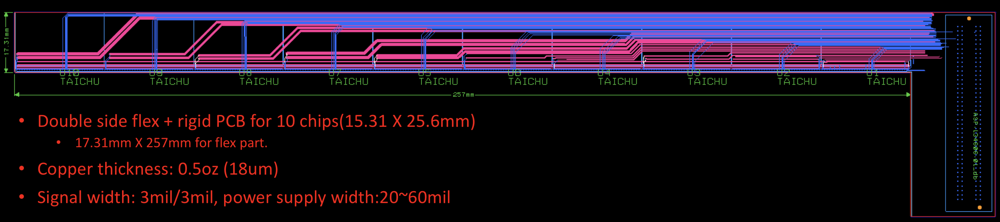 17.31mm
U10 U9 U8 U7 U5 U6 U4 U3 U2 U1
TAICHU TAICHU TAICHU TAICHU TAICHU TAICHU TAICHU TAICHU TAICHU TAICHU
257mm
• Double side flex + rigid PCB for 10 chips(15.31 X 25.6mm)
• 17.31mm X 257mm for flex part.
• Copper thickness: 0.5oz (18um)
• Signal width: 3mil/3mil, power supply width:20~60mil